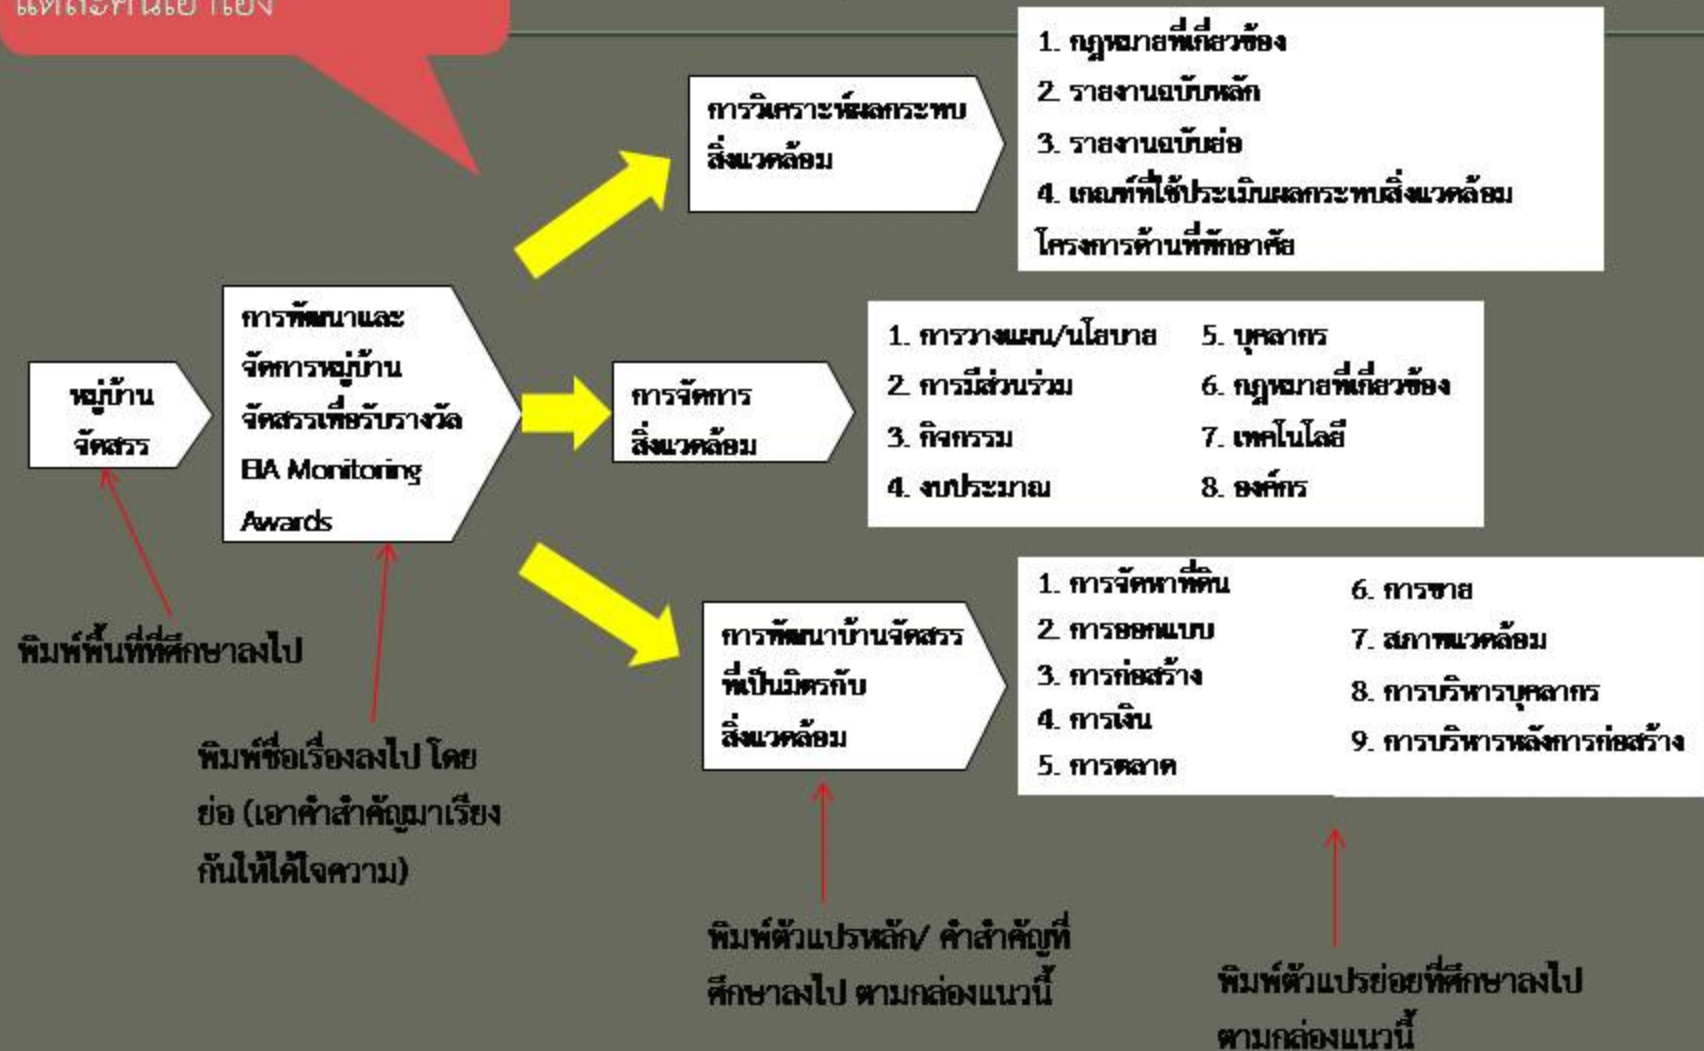 1. กฎหมายที่เกี่ยวข้อง
2. รายงานฉบับหลัก
3. รายงานฉบับย่อ
4. เกณฑ์ที่ใช้ประเมินผลกระทบสิ่งแวดล้อม
โครงการด้านที่พักอาศัย
การวิเคราะห์ผลกระทบ
สิ่งแวดล้อม
หมู่บ้าน
จัดสรร
การพัฒนาและ
จัดการหมู่บ้าน
จัดสรรเพื่อรับรางวัล
EIA Monitoring
Awards
การจัดการ
สิ่งแวดล้อม
1. การวางแผน/นโยบาย
2. การมีส่วนร่วม
3. กิจกรรม
4. งบประมาณ
5. บุคลากร
6. กฎหมายที่เกี่ยวข้อง
7. เทคโนโลยี
8. องค์กร
การพัฒนาบ้านจัดสรร
ที่เป็นมิตรกับ
สิ่งแวดล้อม
1. การจัดหาที่ดิน
2. การออกแบบ
3. การก่อสร้าง
4. การเงิน
5. การตลาด
6. การขาย
7. สภาพแวดล้อม
8. การบริหารบุคลากร
9. การบริหารหลังการก่อสร้าง
พิมพ์พื้นที่ที่ศึกษาลงไป
พิมพ์ชื่อเรื่องลงไป โดย
ย่อ (เอาคำสำคัญมาเรียง
กันให้ได้ใจความ)
พิมพ์ตัวแปรหลัก/ คำสำคัญที่
ศึกษาลงไป ตามกล่องแนวนี้
พิมพ์ตัวแปรย่อยที่ศึกษาลงไป
ตามกล่องแนวนี้